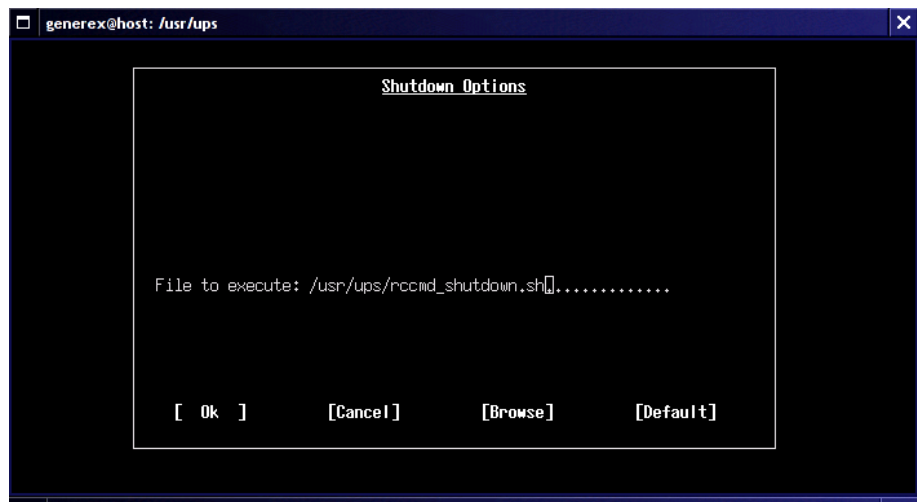 generex@host: /usr/ups
Shutdown Options
File to execute: /usr/ups/rccmd_shutdown.sh..............
[ Ok ] [Cancel] [Browse] [Default]